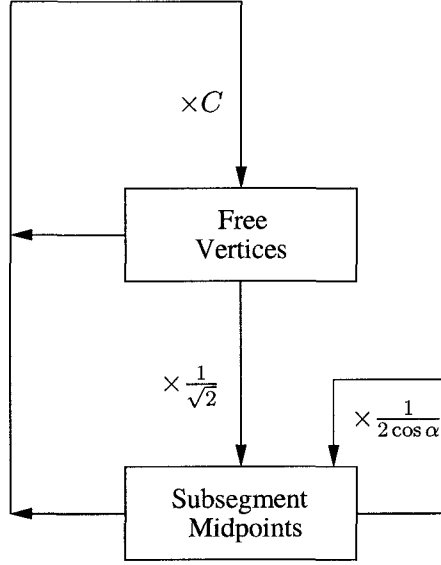 ×C
Free
Vertices
× 1/√2
× 1/(2 cos α)
Subsegment
Midpoints